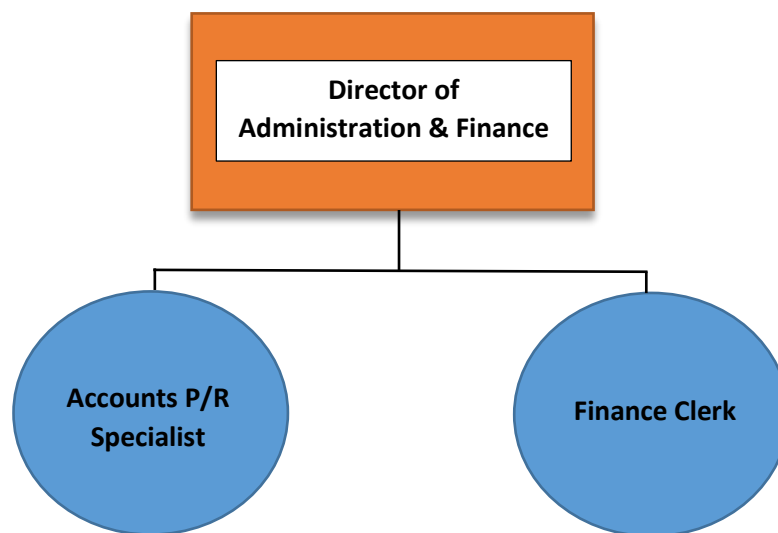 Director of
Administration & Finance
Accounts P/R
Specialist
Finance Clerk